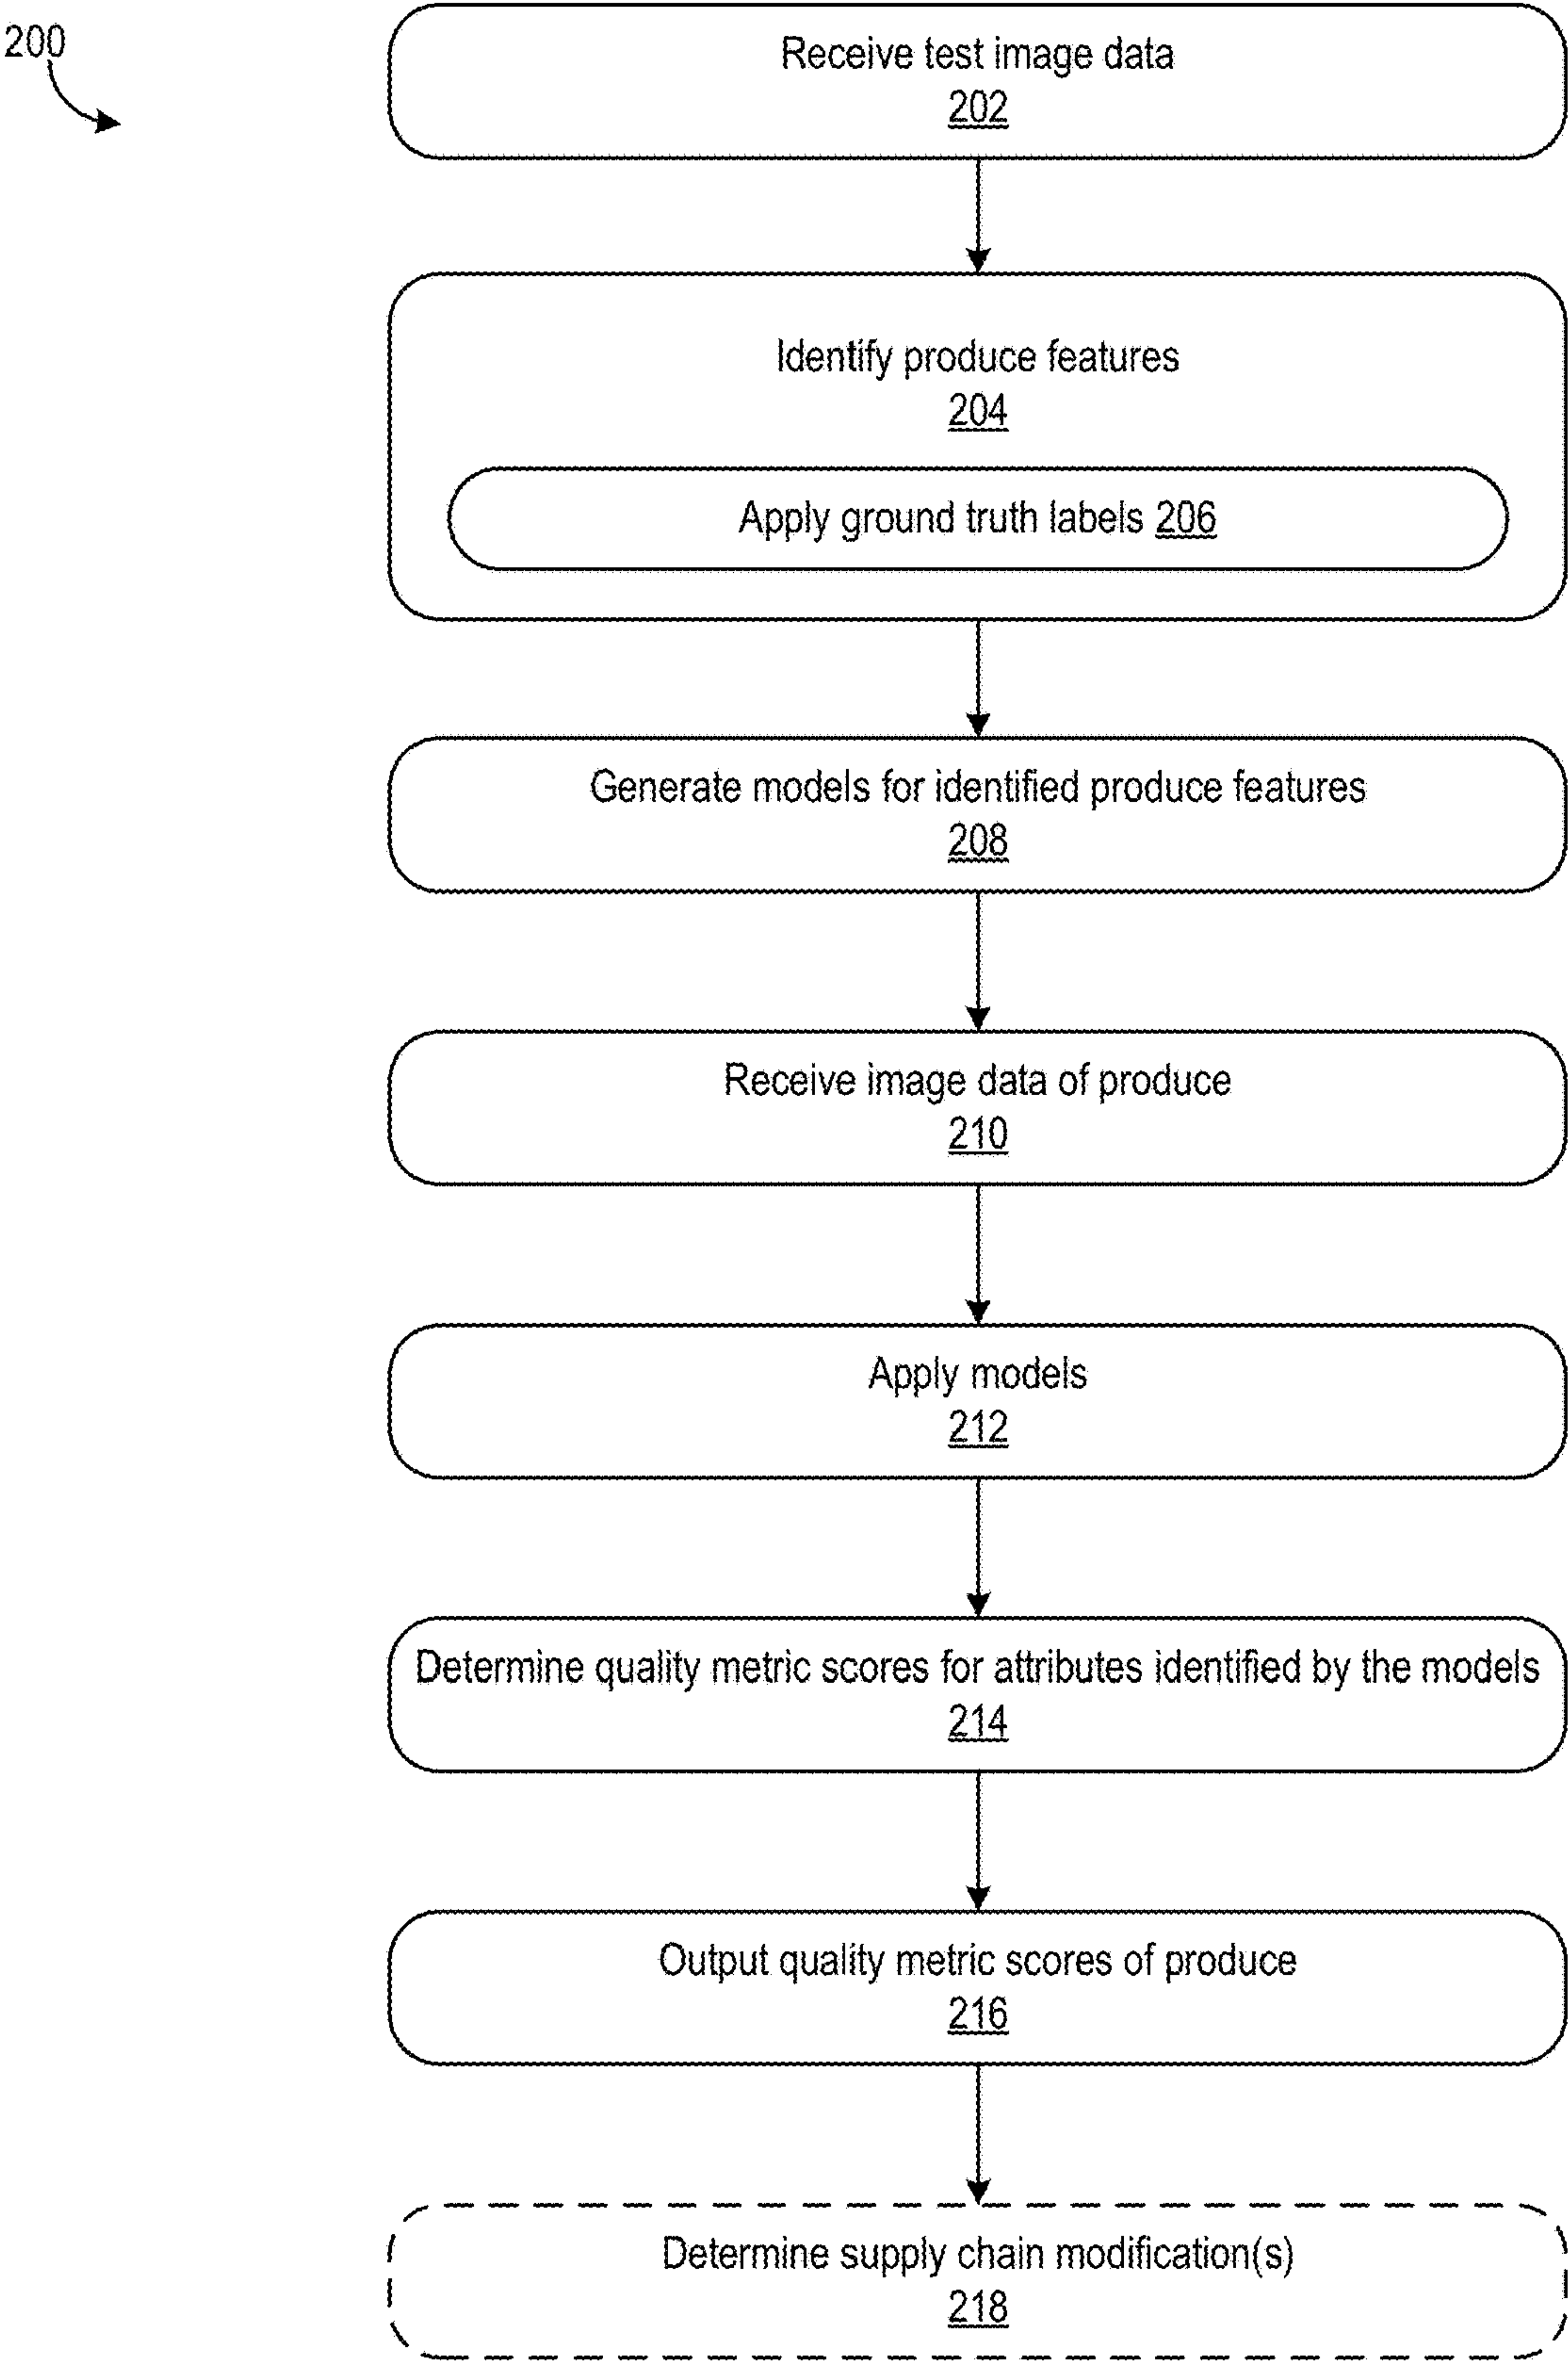 200
Receive test image data
202
Identify produce features
204
Apply ground truth labels 206
Generate models for identified produce features
208
Receive image data of produce
210
Apply models
212
Determine quality metric scores for attributes identified by the models
214
Output quality metric scores of produce
216
Determine supply chain modification(s)
218